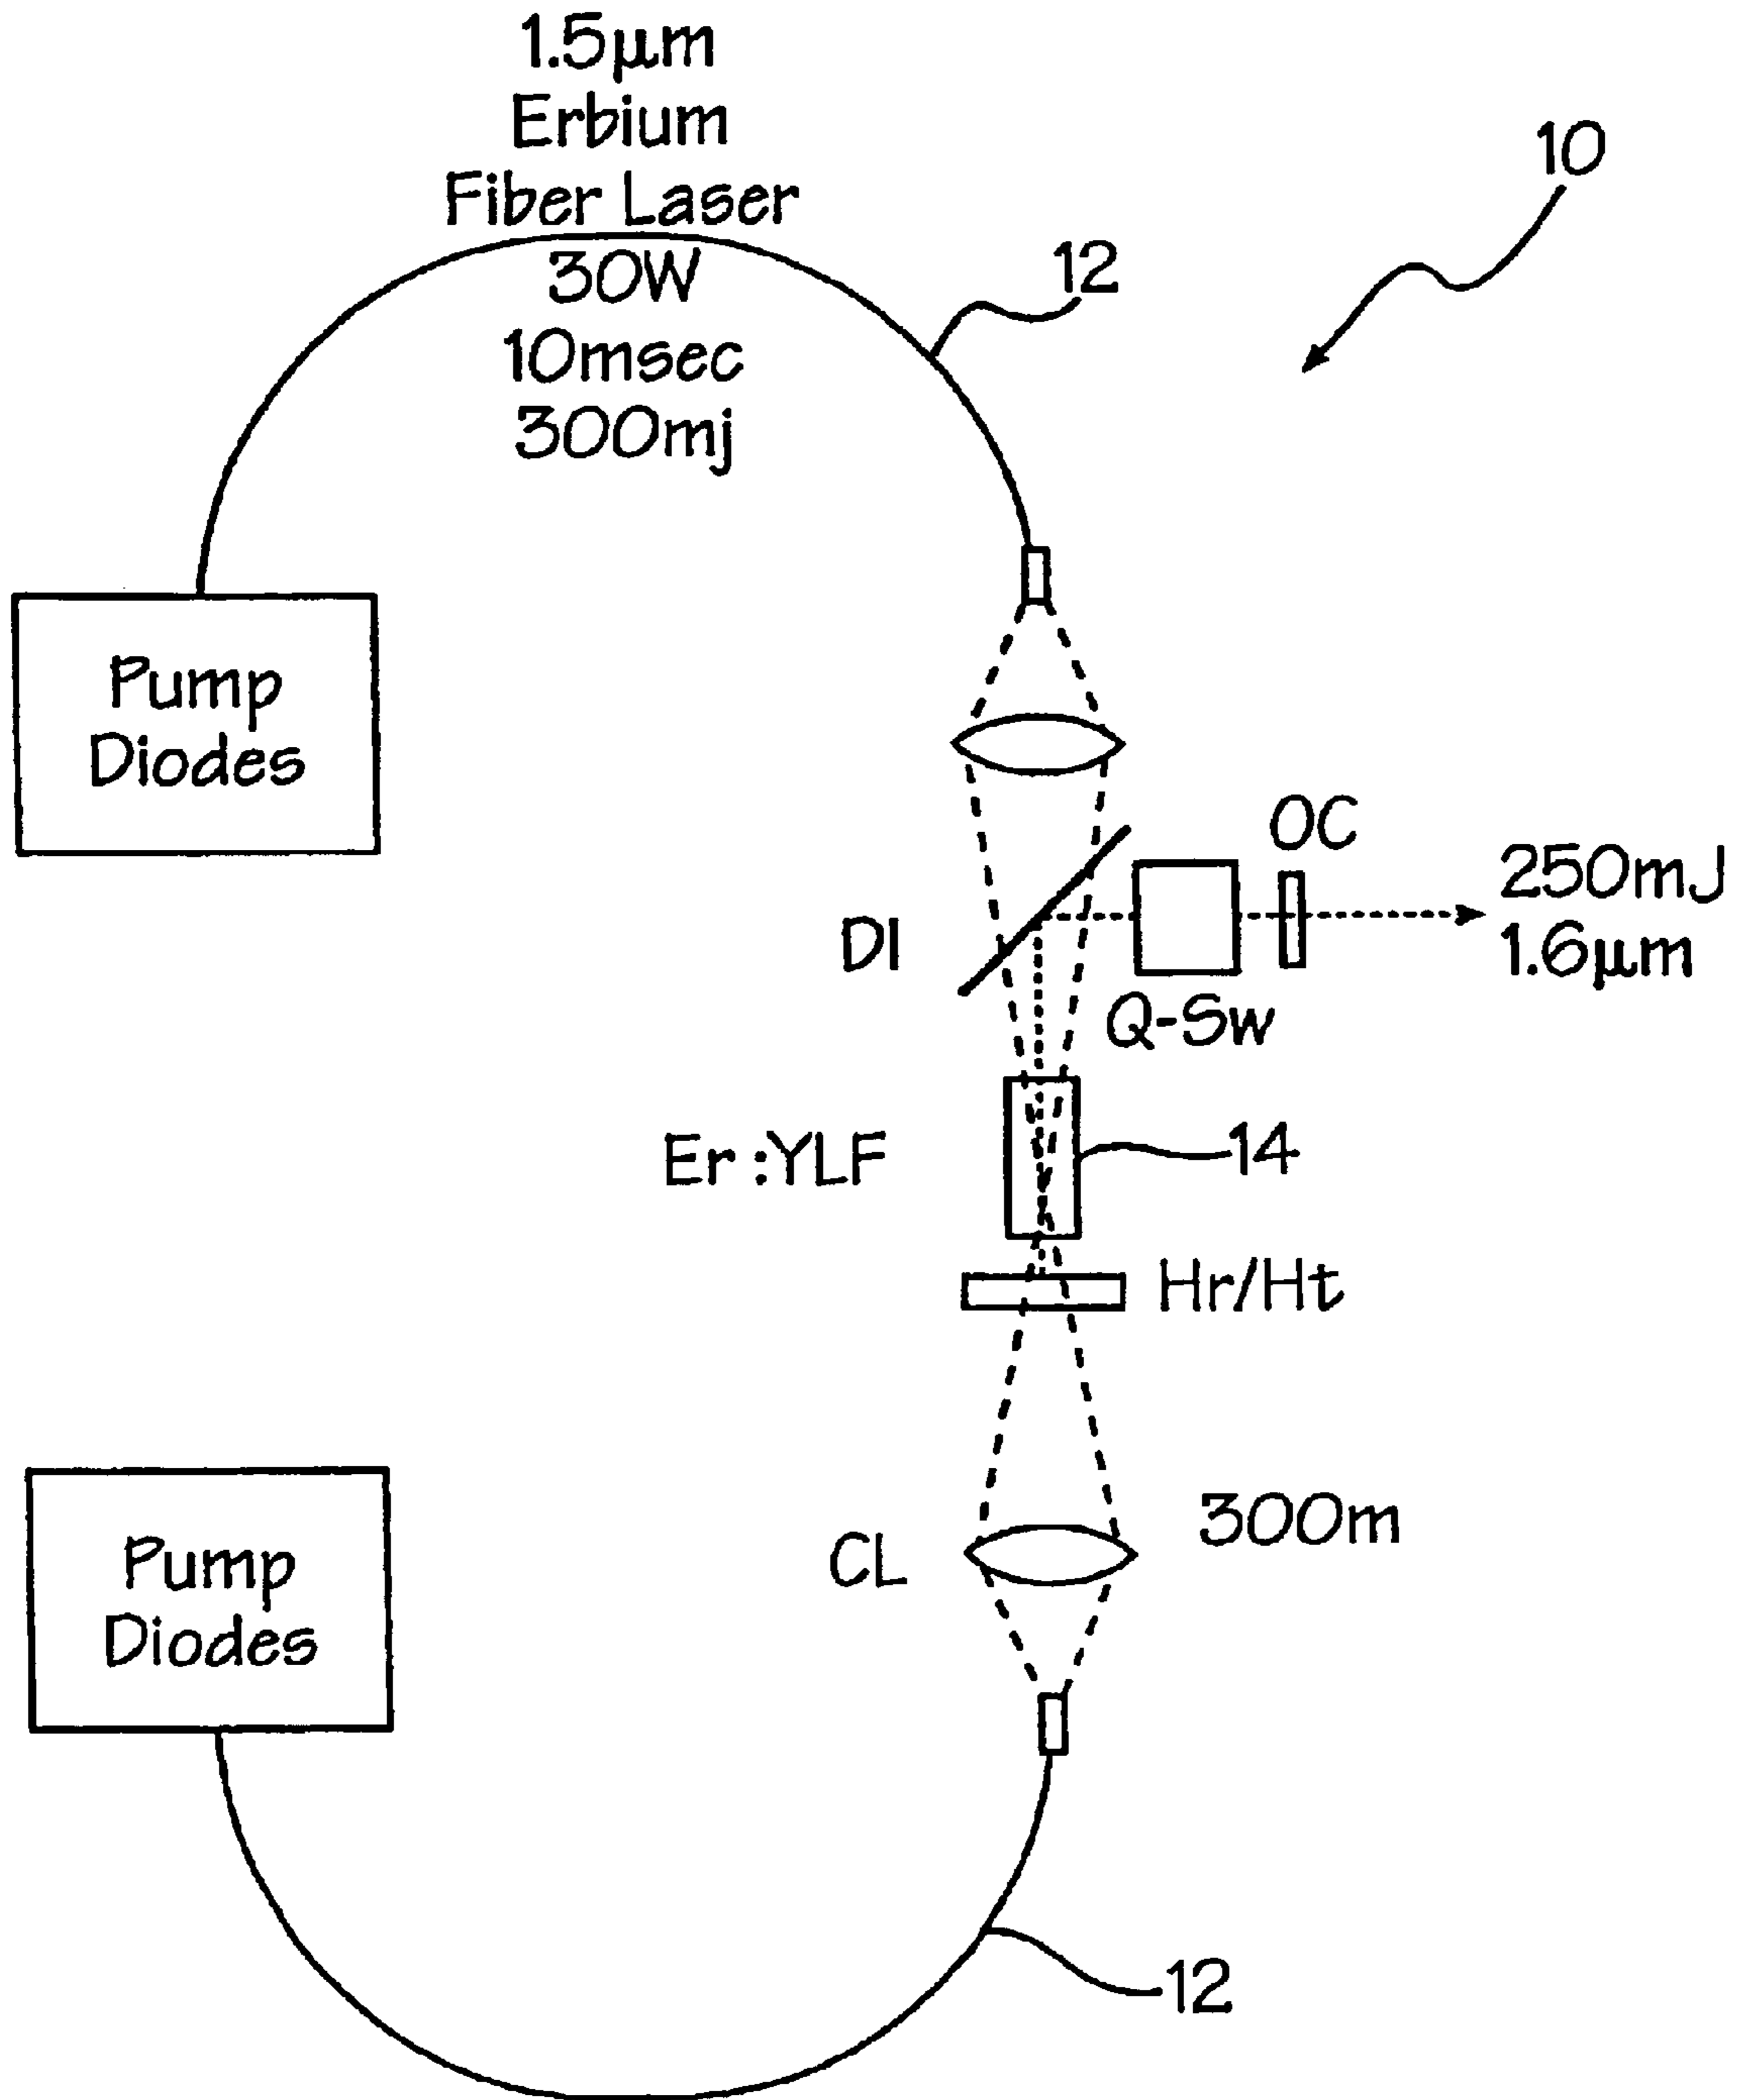 1.5μm
Erbium
Fiber Laser
30W
10msec
300mj
10
12
Pump
Diodes
OC
250mJ
1.6μm
DI
Q-Sw
Er :YLF
14
Hr/Ht
300m
CL
Pump
Diodes
12